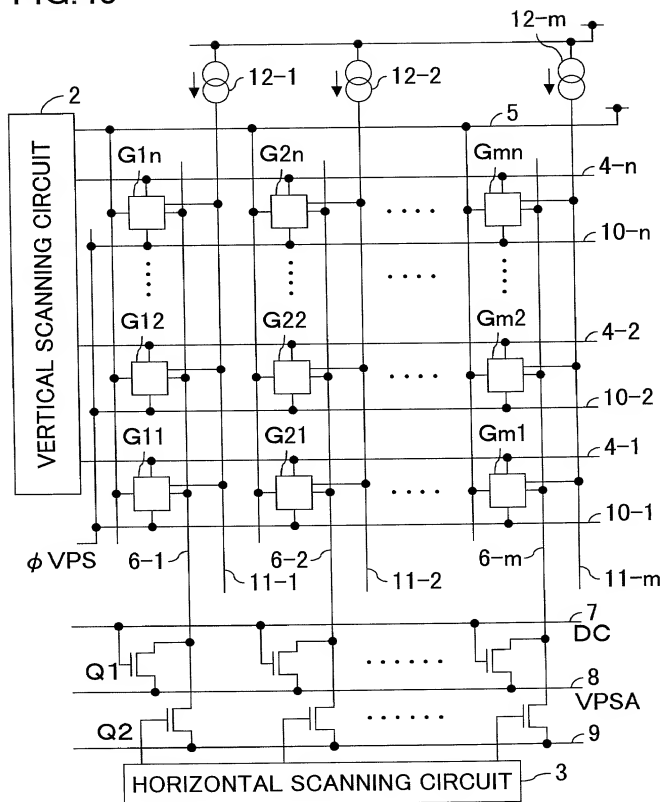 12-m
12-1
12-2
2
5
G1n
G2n
Gmn
4-n
10-n
VERTICAL SCANNING CIRCUIT
G12
G22
Gm2
4-2
10-2
G11
G21
Gm1
4-1
10-1
φVPS
6-1
6-2
6-m
11-1
11-2
11-m
7
DC
Q1
8
VPSA
Q2
9
HORIZONTAL SCANNING CIRCUIT
3